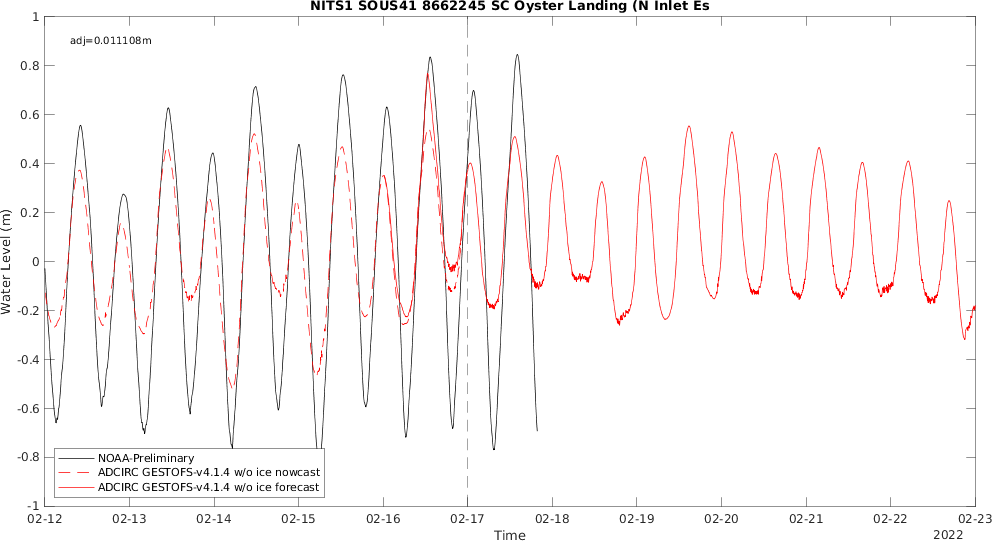 NITS1 SOUS41 8662245 SC Oyster Landing (N Inlet Es
adj=0.011108m
1
0.8
0.6
0.4
0.2
0
-0.2
-0.4
-0.6
-0.8
-1
Water Level (m)
NOAA-Preliminary
ADCIRC GESTOFS-v4.1.4 w/o ice nowcast
ADCIRC GESTOFS-v4.1.4 w/o ice forecast
02-12 02-13 02-14 02-15 02-16 02-17 02-18 02-19 02-20 02-21 02-22 02-23
Time
2022